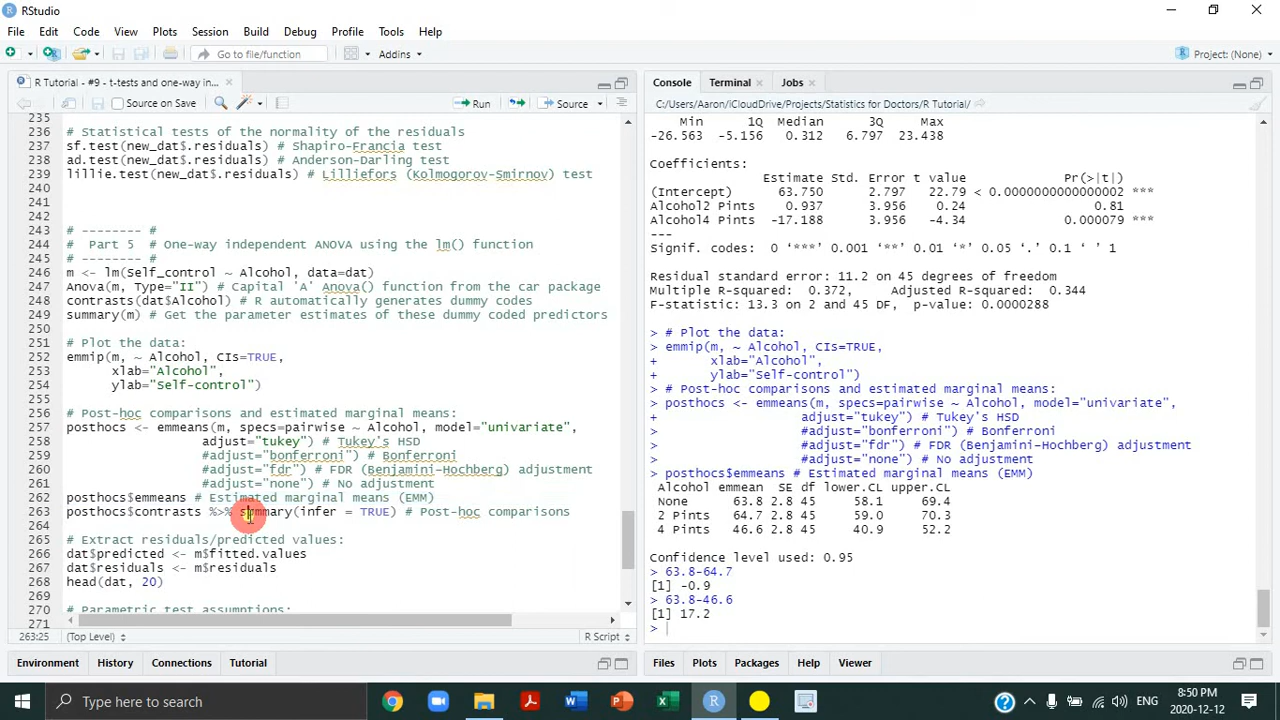 RStudio
File Edit Code View Plots Session Build Debug Profile Tools Help
Go to file/function Addins Project: (None)
R Tutorial - #9 - t-tests and one-way in...
Source on Save Run Source
235
236 # Statistical tests of the normality of the residuals
237 sf.test(new_dat$.residuals) # Shapiro-Francia test
238 ad.test(new_dat$.residuals) # Anderson-Darling test
239 lillie.test(new_dat$.residuals) # Lilliefors (Kolmogorov-Smirnov) test
240
241
242
243 # -------- #
244 #  Part 5  # One-way independent ANOVA using the lm() function
245 # -------- #
246 m <- lm(Self_control ~ Alcohol, data=dat)
247 Anova(m, Type="II") # Capital 'A' Anova() function from the car package
248 contrasts(dat$Alcohol) # R automatically generates dummy codes
249 summary(m) # Get the parameter estimates of these dummy coded predictors
250
251 # Plot the data:
252 emmip(m, ~ Alcohol, CIs=TRUE,
253 xlab="Alcohol",
254 ylab="Self-control")
255
256 # Post-hoc comparisons and estimated marginal means:
257 posthocs <- emmeans(m, specs=pairwise ~ Alcohol, model="univariate",
258 adjust="tukey") # Tukey's HSD
259 #adjust="bonferroni") # Bonferroni
260 #adjust="fdr") # FDR (Benjamini-Hochberg) adjustment
261 #adjust="none") # No adjustment
262 posthocs$emmeans # Estimated marginal means (EMM)
263 posthocs$contrasts %>% summary(infer = TRUE) # Post-hoc comparisons
264
265 # Extract residuals/predicted values:
266 dat$predicted <- m$fitted.values
267 dat$residuals <- m$residuals
268 head(dat, 20)
269
270 # Parametric test assumptions:
271
263:25 (Top Level) R Script
Environment History Connections Tutorial
Console Terminal Jobs
C:/Users/Aaron/iCloudDrive/Projects/Statistics for Doctors/R Tutorial/
Min 1Q Median 3Q Max
-26.563 -5.156 0.312 6.797 23.438
Coefficients:
Estimate Std. Error t value Pr(>|t|)
(Intercept) 63.750 2.797 22.79 < 0.0000000000000002 ***
Alcohol2 Pints 0.937 3.956 0.24 0.81
Alcohol4 Pints -17.188 3.956 -4.34 0.000079 ***
---
Signif. codes: 0 ‘***’ 0.001 ‘**’ 0.01 ‘*’ 0.05 ‘.’ 0.1 ‘ ’ 1
Residual standard error: 11.2 on 45 degrees of freedom
Multiple R-squared: 0.372, Adjusted R-squared: 0.344
F-statistic: 13.3 on 2 and 45 DF, p-value: 0.0000288
> # Plot the data:
> emmip(m, ~ Alcohol, CIs=TRUE,
+ xlab="Alcohol",
+ ylab="Self-control")
> # Post-hoc comparisons and estimated marginal means:
> posthocs <- emmeans(m, specs=pairwise ~ Alcohol, model="univariate",
+ adjust="tukey") # Tukey's HSD
> #adjust="bonferroni") # Bonferroni
> #adjust="fdr") # FDR (Benjamini-Hochberg) adjustment
> #adjust="none") # No adjustment
> posthocs$emmeans # Estimated marginal means (EMM)
Alcohol emmean SE df lower.CL upper.CL
None 63.8 2.8 45 58.1 69.4
2 Pints 64.7 2.8 45 59.0 70.3
4 Pints 46.6 2.8 45 40.9 52.2
Confidence level used: 0.95
> 63.8-64.7
[1] -0.9
> 63.8-46.6
[1] 17.2
>
Files Plots Packages Help Viewer
Type here to search
ENG
8:50 PM
2020-12-12